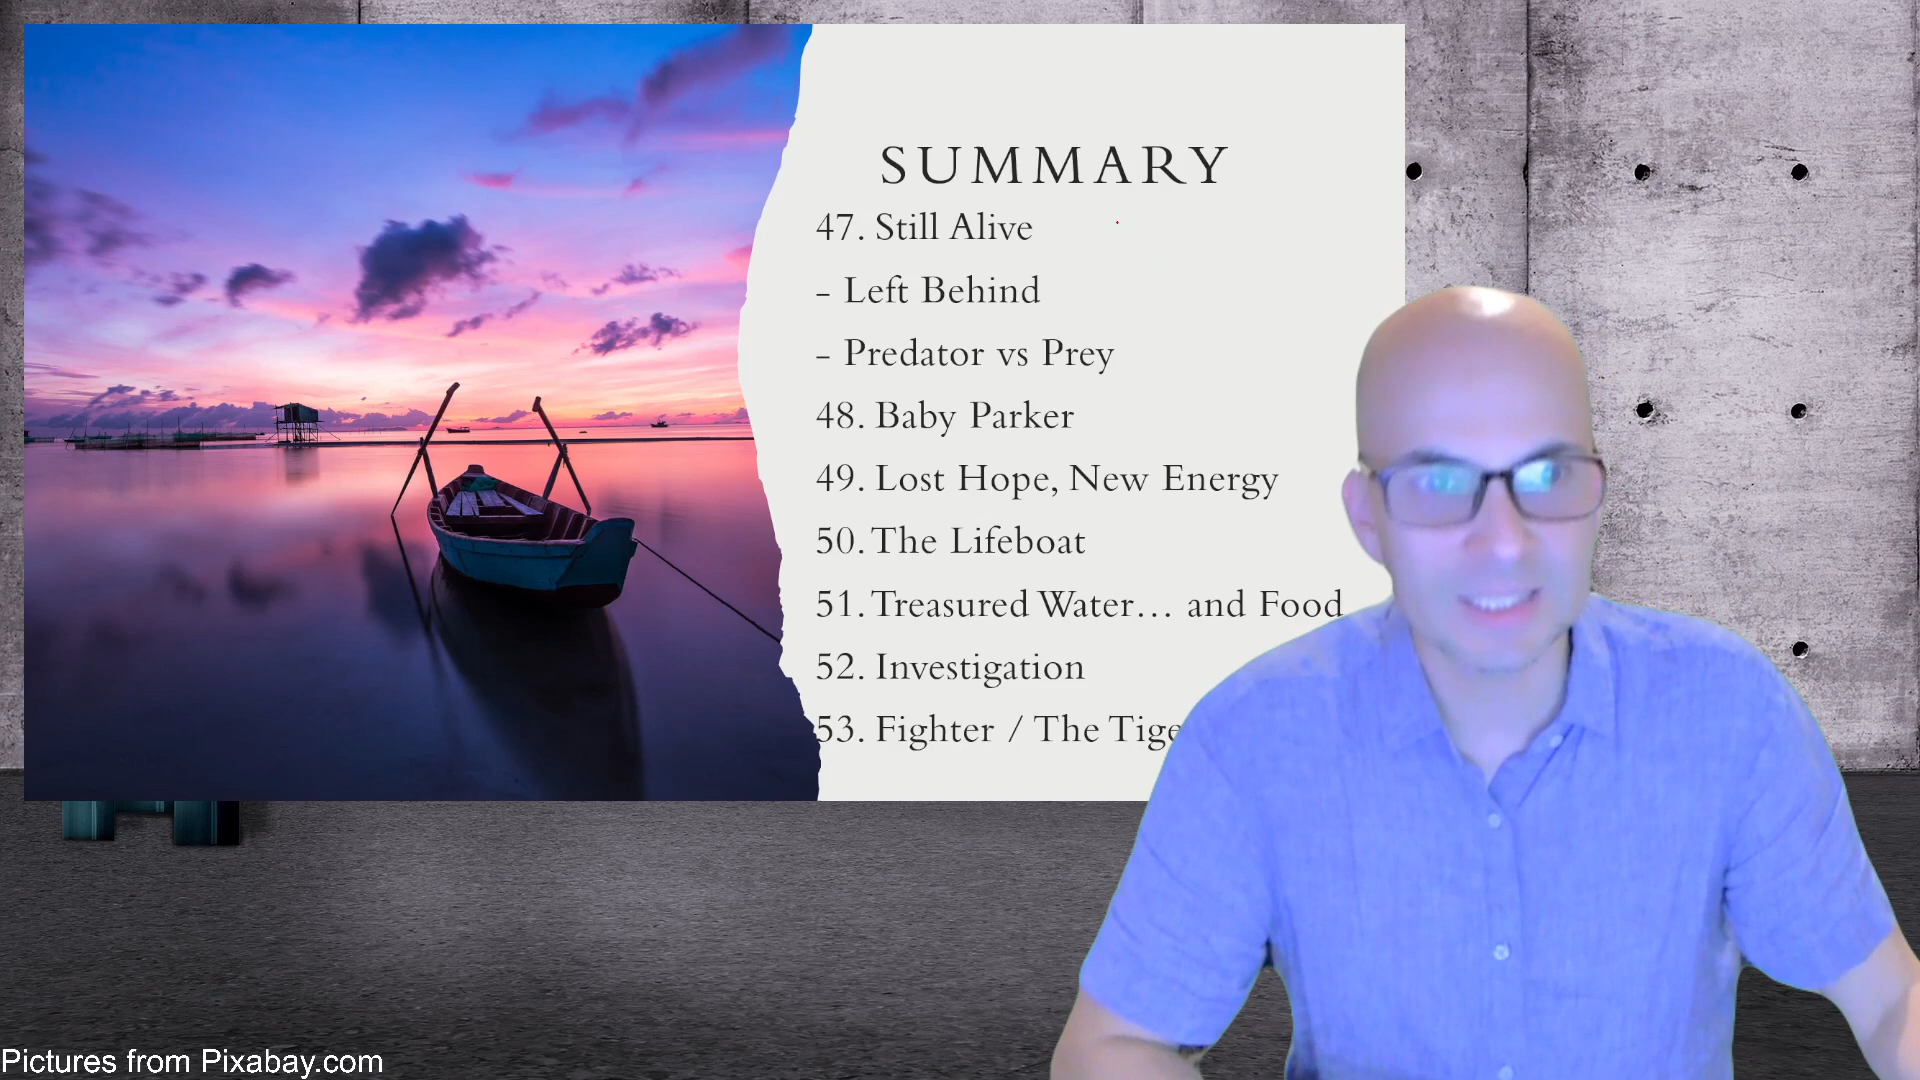 SUMMARY
47. Still Alive
- Left Behind
- Predator vs Prey
48. Baby Parker
49. Lost Hope, New Energy
50. The Lifeboat
51. Treasured Water... and Food
52. Investigation
53. Fighter / The
Pictures from Pixabay.com